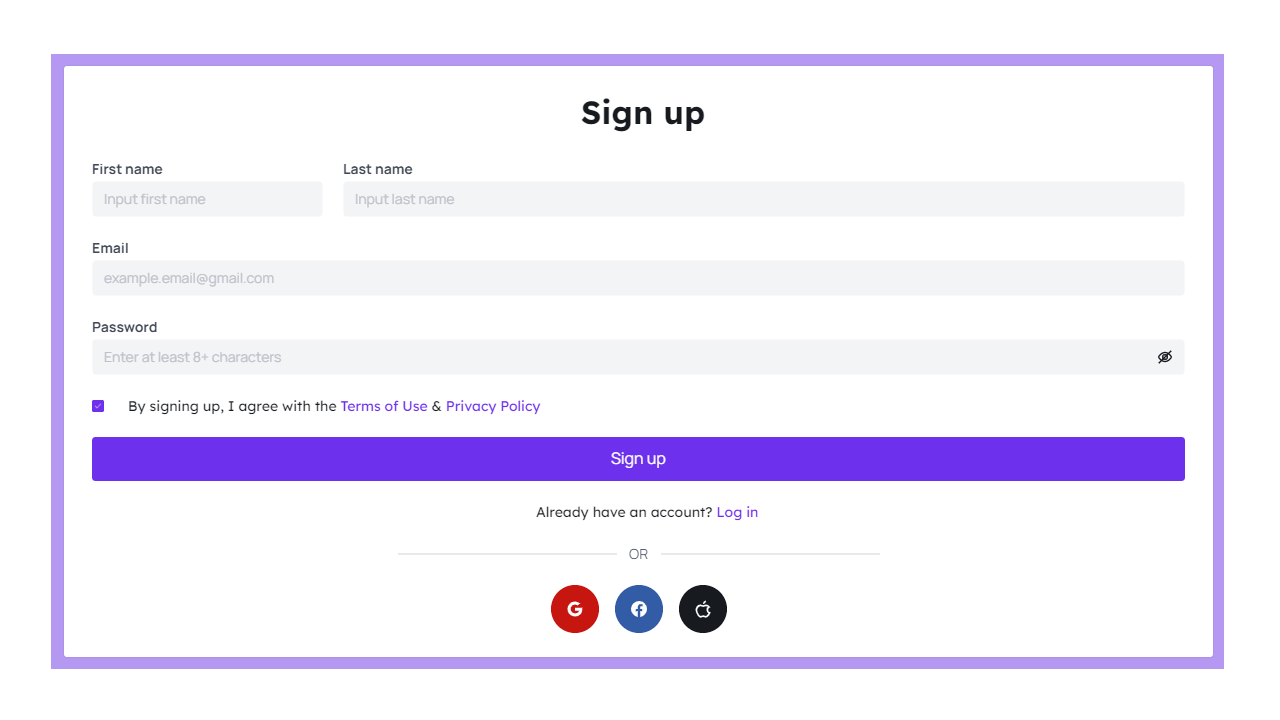 Sign up
First name Last name
Input first name Input last name
Email
example.email@gmail.com
Password
Enter at least 8+ characters
By signing up, I agree with the Terms of Use & Privacy Policy
Sign up
Already have an account? Log in
OR